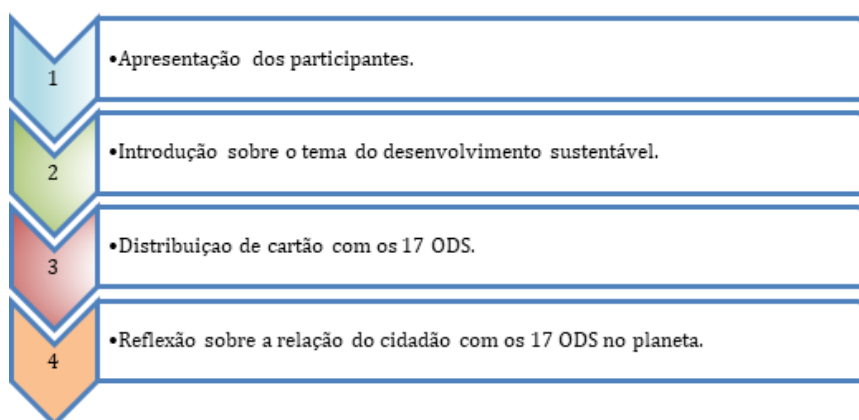 1
•Apresentação dos participantes.
2
•Introdução sobre o tema do desenvolvimento sustentável.
3
•Distribuiçao de cartão com os 17 ODS.
4
•Reflexão sobre a relação do cidadão com os 17 ODS no planeta.